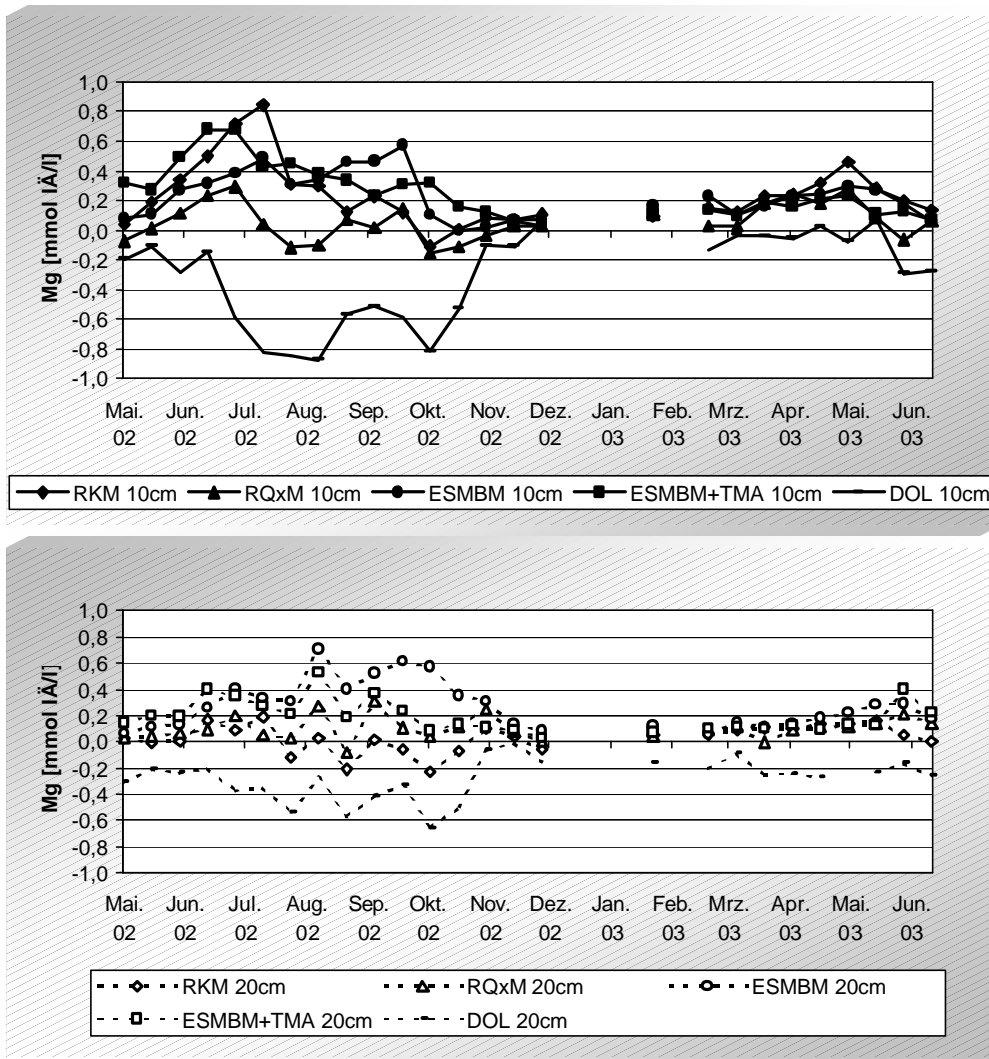 1,0
0,8
0,6
0,4
0,2
0,0
-0,2
-0,4
-0,6
-0,8
-1,0
Mg [mmol IÄ/l]
Mai. Jun. Jul. Aug. Sep. Okt. Nov. Dez. Jan. Feb. Mrz. Apr. Mai. Jun.
02 02 02 02 02 02 02 02 03 03 03 03 03 03
RKM 10cm RQxM 10cm ESMBM 10cm ESMBM+TMA 10cm DOL 10cm
1,0
0,8
0,6
0,4
0,2
0,0
-0,2
-0,4
-0,6
-0,8
-1,0
Mg [mmol IÄ/l]
Mai. Jun. Jul. Aug. Sep. Okt. Nov. Dez. Jan. Feb. Mrz. Apr. Mai. Jun.
02 02 02 02 02 02 02 02 03 03 03 03 03 03
RKM 20cm RQxM 20cm ESMBM 20cm
ESMBM+TMA 20cm DOL 20cm